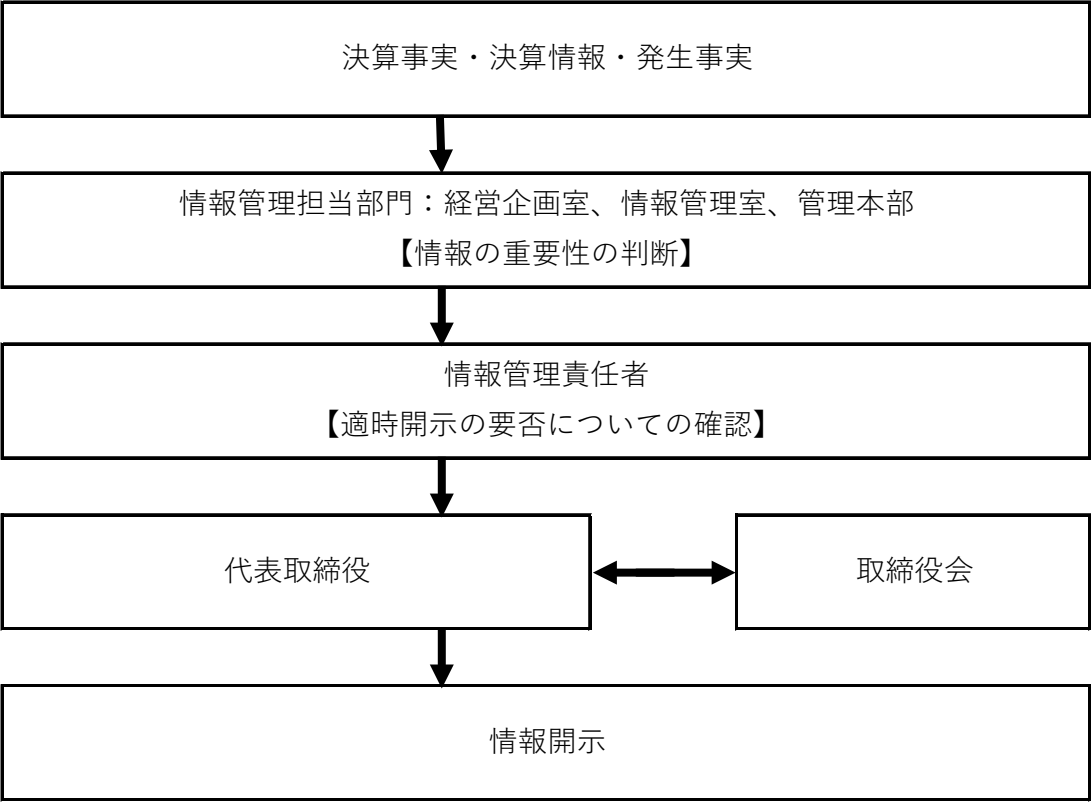 決算事実・決算情報・発生事実
情報管理担当部門：経営企画室、情報管理室、管理本部
【情報の重要性の判断】
情報管理責任者
【適時開示の要否についての確認】
代表取締役
取締役会
情報開示